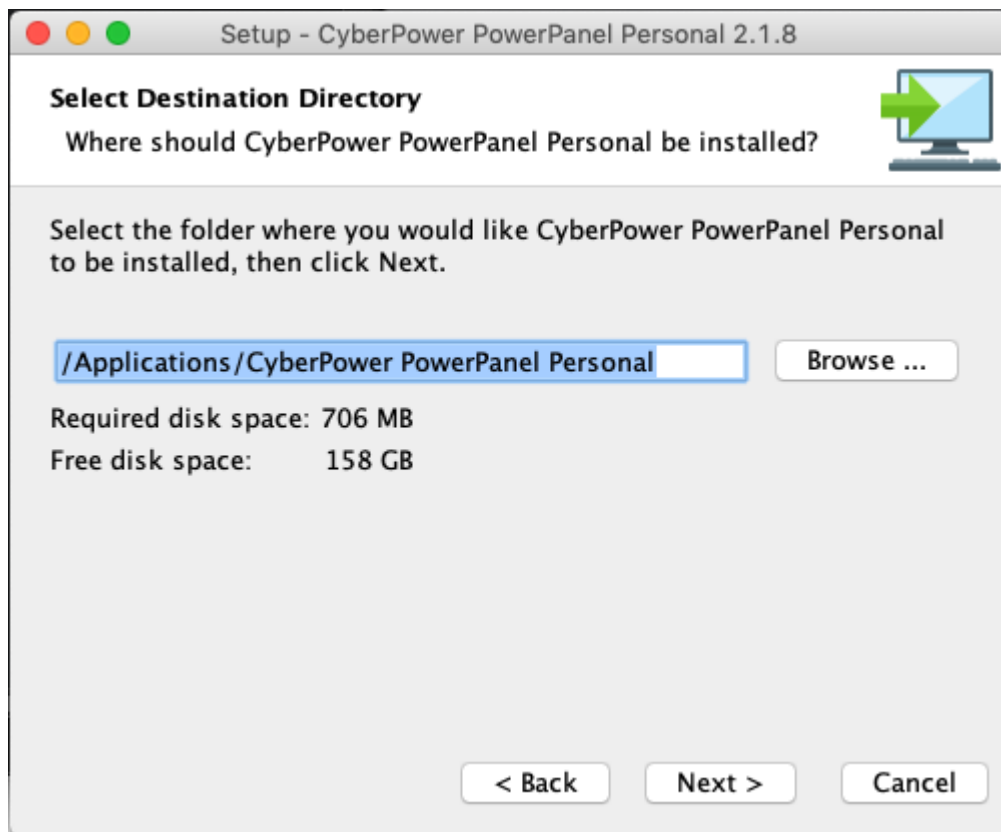 Setup - CyberPower PowerPanel Personal 2.1.8
Select Destination Directory
Where should CyberPower PowerPanel Personal be installed?
Select the folder where you would like CyberPower PowerPanel Personal
to be installed, then click Next.
/Applications/CyberPower PowerPanel Personal
Browse ...
Required disk space: 706 MB
Free disk space: 158 GB
< Back Next > Cancel